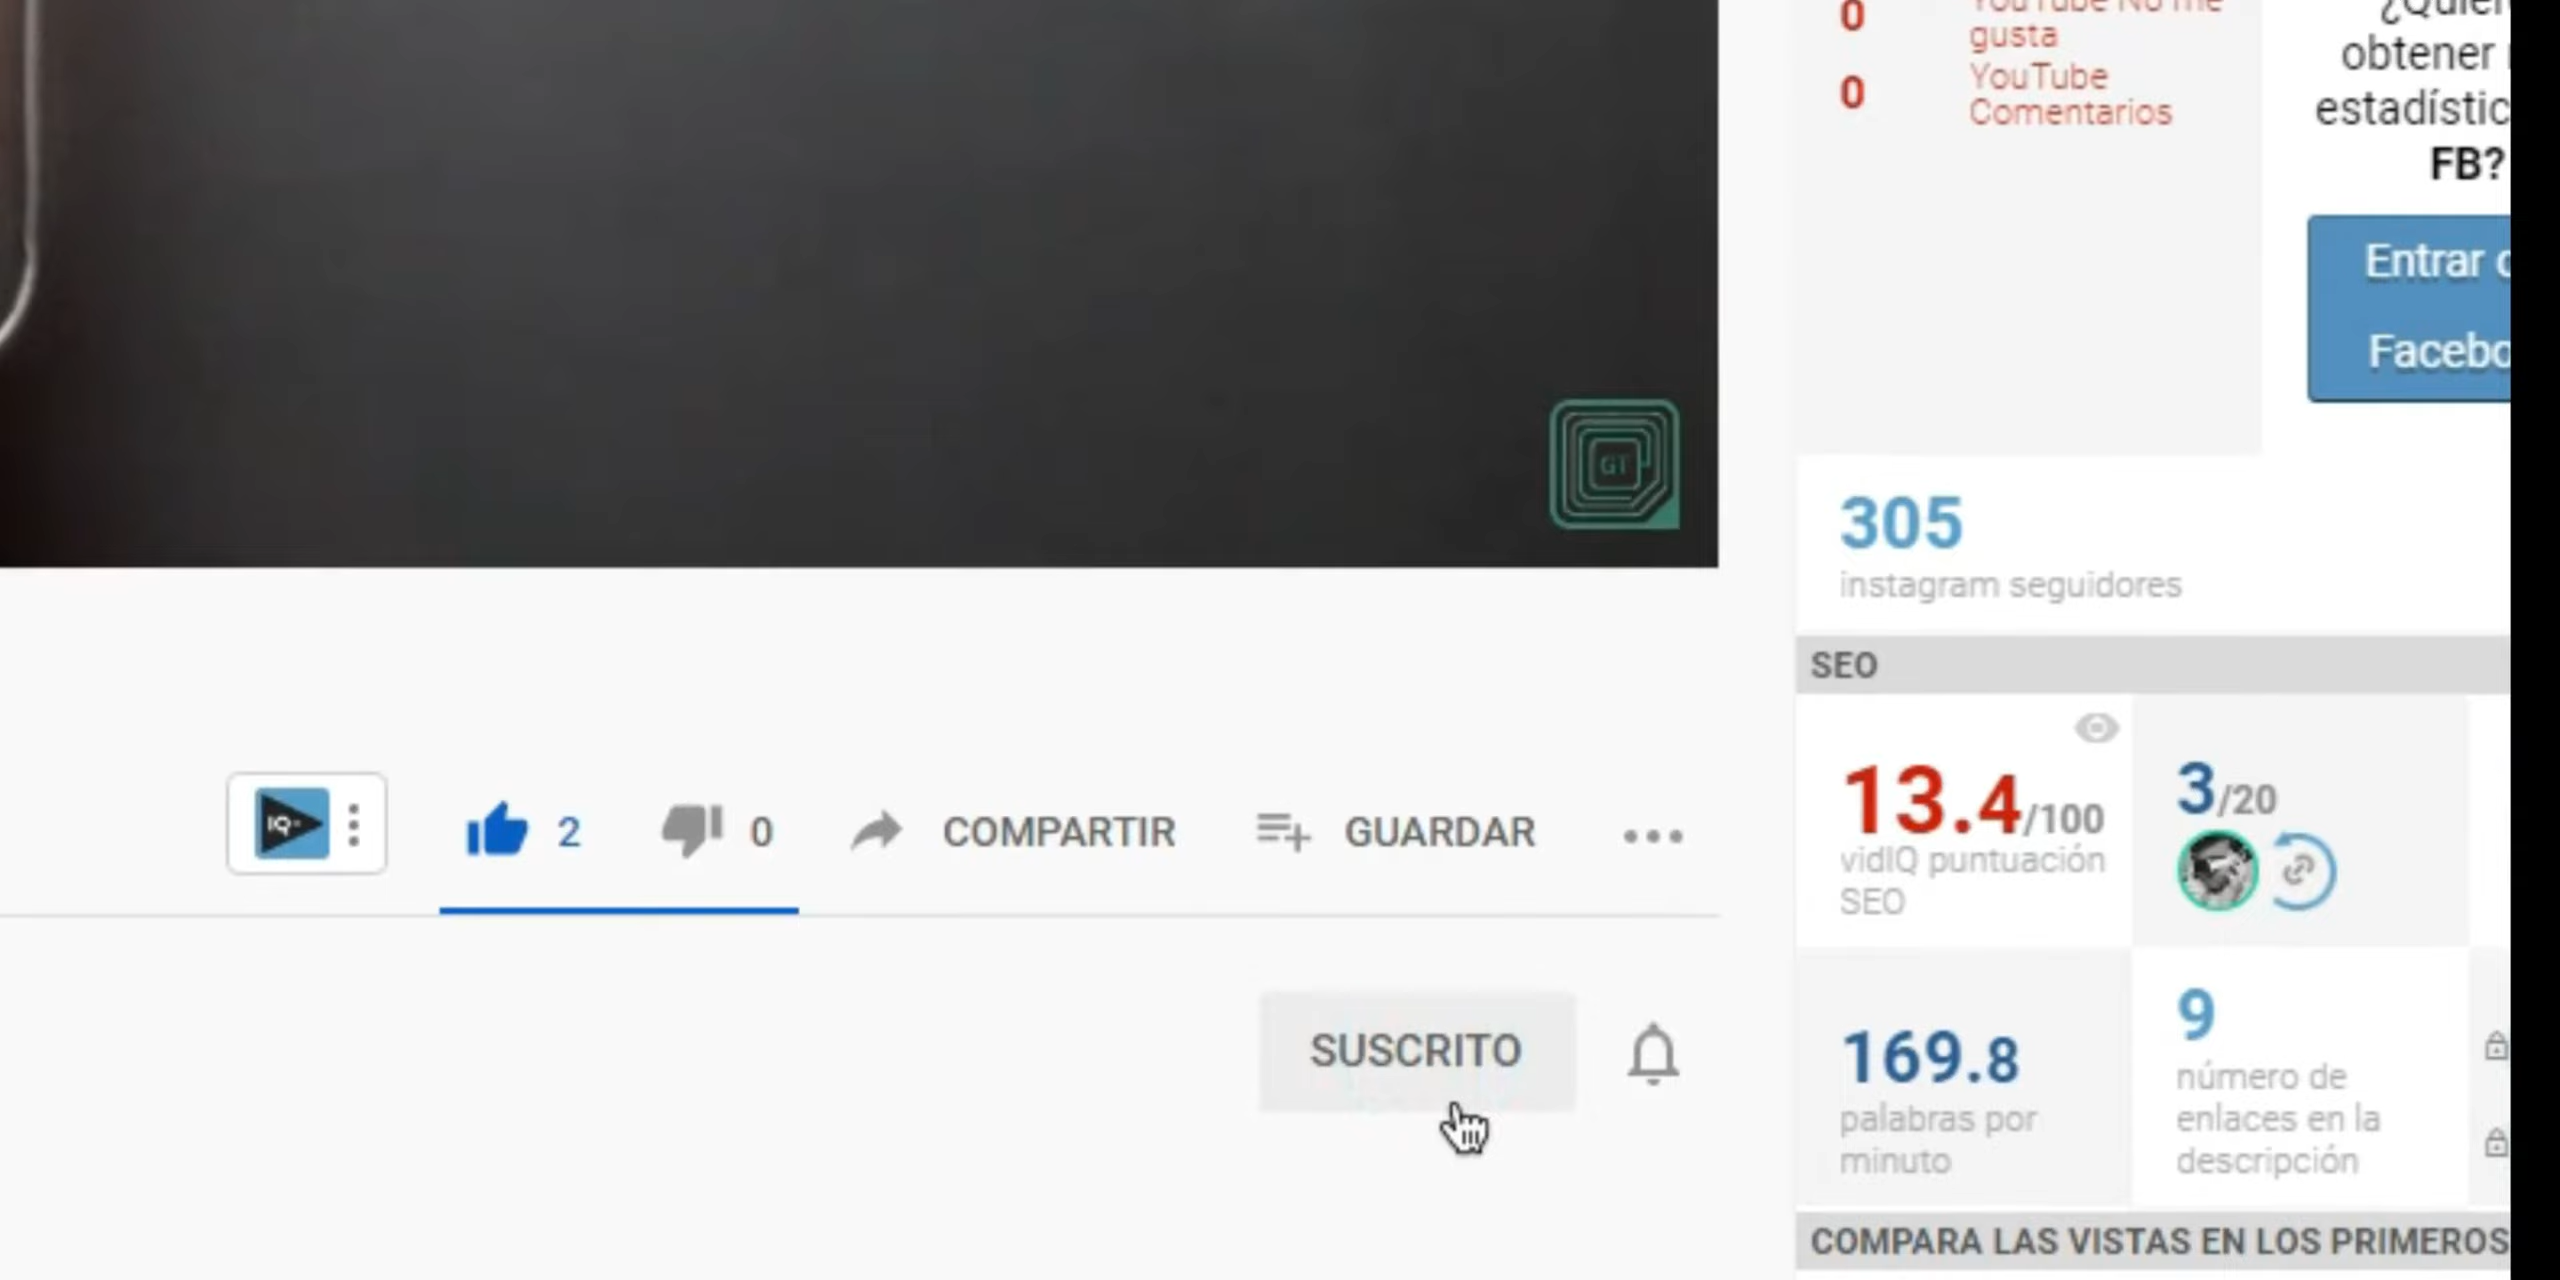 0
gusta
0
YouTube
Comentarios
obtener
FB?
Entrar
GT
305
instagram seguidores
SEO
13.4/100
vidIQ puntuación
SEO
3/20
IQ
2
0
COMPARTIR
GUARDAR
SUSCRITO
169.8
palabras por
minuto
9
número de
enlaces en la
descripción
COMPARA LAS VISTAS EN LOS PRIMEROS